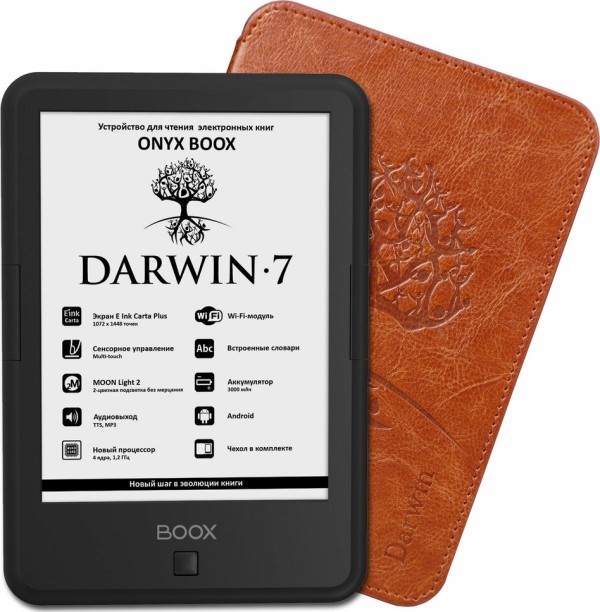 Устройство для чтения электронных книг
ONYX BOOX
DARWIN·7
Eink Carta
Экран E Ink Carta Plus
1072 x 1448 точек
WiFi
Wi-Fi-модуль
Сенсорное управление
Multi-touch
Abc
Встроенные словари
M
MOON Light 2
2-цветная подсветка без мерцания
Аккумулятор
3000 мАч
Аудиовыход
TTS, MP3
Android
Новый процессор
4 ядра, 1,2 ГГц
Чехол в комплекте
Новый шаг в эволюции книги
BOOX
Darwin